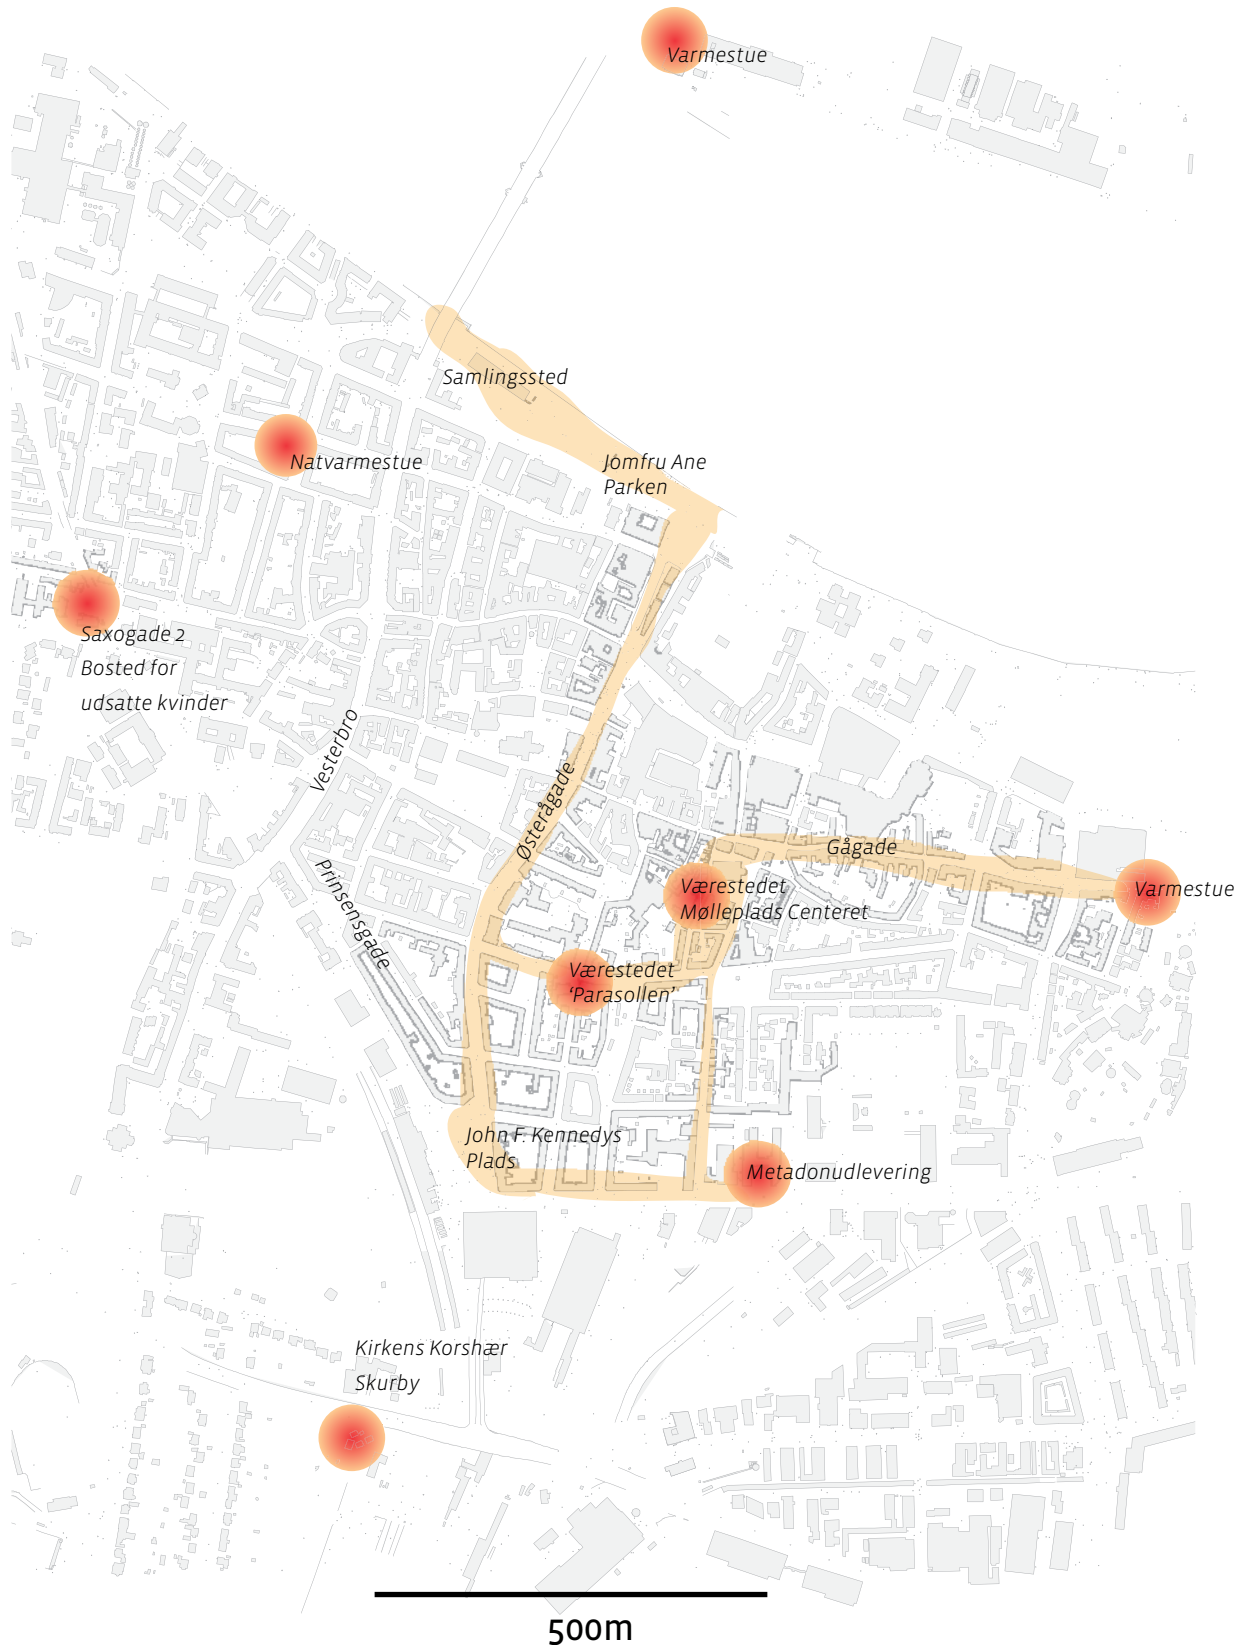 Varmestue
Samlingssted
Jomfru Ane
Parken
Natvarmestue
Saxogade 2
Bosted for
udsatte kvinder
Vesterbro
Østerågade
Gågade
Prinsensgade
Værestedet
Mølleplads Centeret
Varmestue
Værestedet
‘Parasollen’
John F. Kennedys
Plads
Metadonudlevering
Kirkens Korshær
Skurby
500m